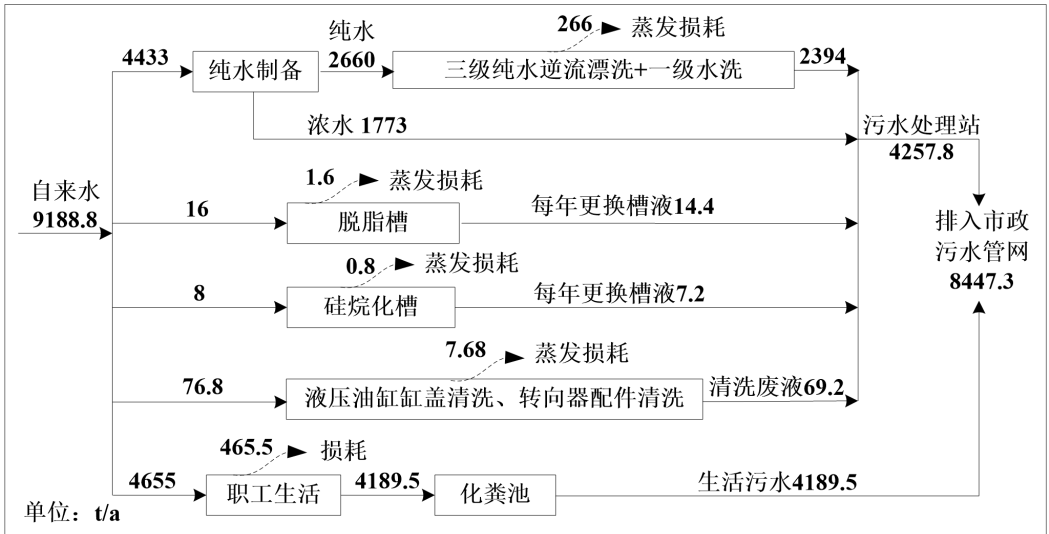 纯水
266 蒸发损耗
4433
纯水制备
2660
三级纯水逆流漂洗+一级水洗
2394
浓水 1773
污水处理站
4257.8
自来水
9188.8
1.6 蒸发损耗
16
脱脂槽
每年更换槽液14.4
排入市政
污水管网
8447.3
0.8 蒸发损耗
8
硅烷化槽
每年更换槽液7.2
7.68 蒸发损耗
76.8
液压油缸缸盖清洗、转向器配件清洗
清洗废液69.2
465.5 损耗
4655
职工生活
4189.5
化粪池
生活污水4189.5
单位：t/a